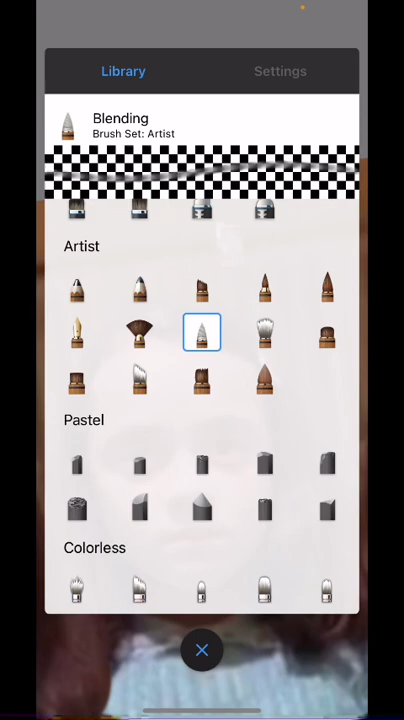 Library
Settings
Blending
Brush Set: Artist
Artist
Pastel
Colorless